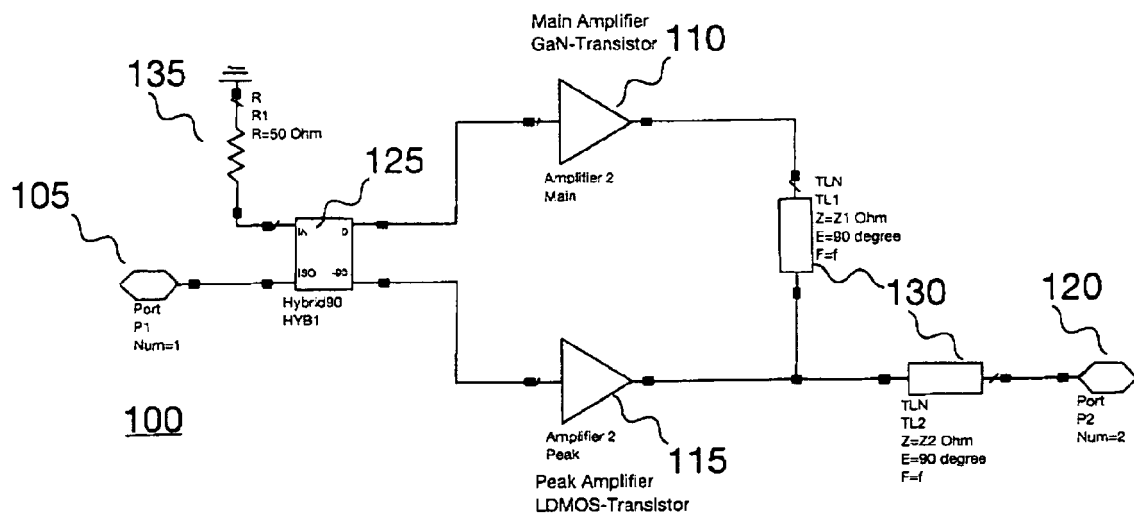 Main Amplifier
GaN-Transistor
110
135
R
R1
R=50 Ohm
125
105
IN
0
ISO
-90
Hybrid90
HYB1
Port
P1
Num=1
Amplifier 2
Main
TLN
TL1
Z=Z1 Ohm
E=90 degree
F=f
130
120
100
Amplifier 2
Peak
115
Peak Amplifier
LDMOS-Transistor
TLN
TL2
Z=Z2 Ohm
E=90 degree
F=f
Port
P2
Num=2